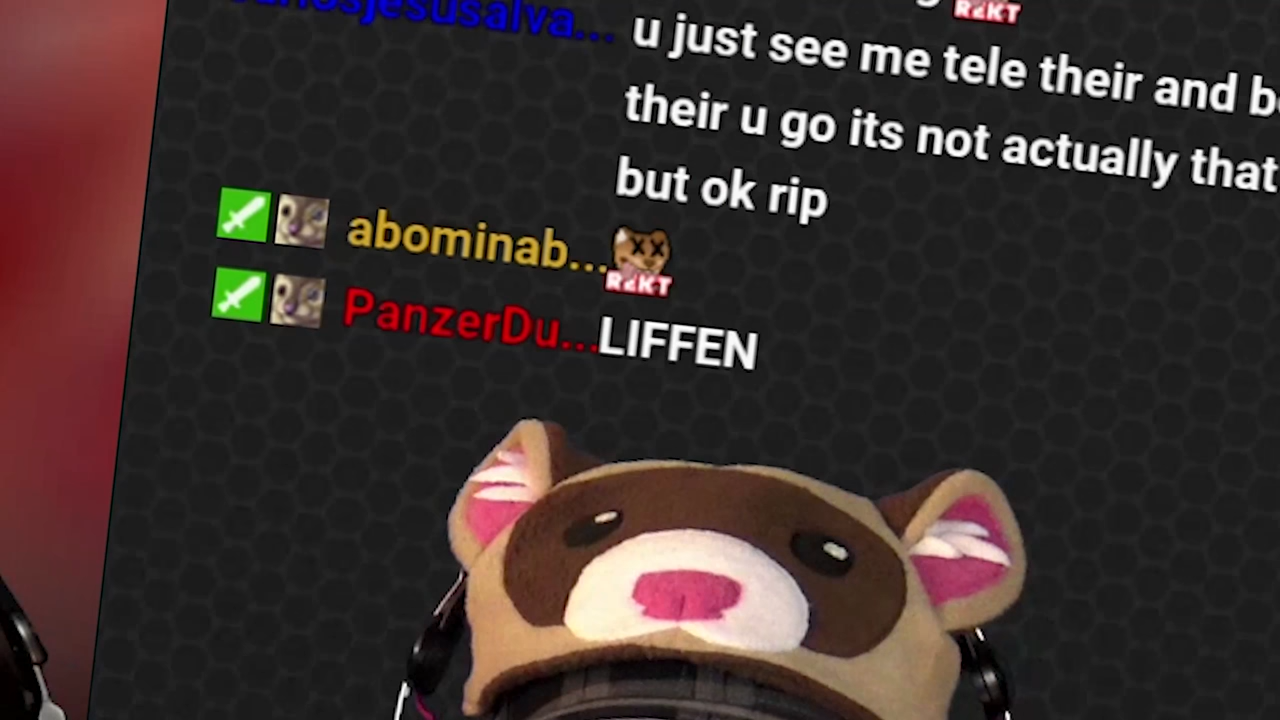 REKT
u just see me tele their and
their u go its not actually that
but ok rip
abominab...
REKT
PanzerDu...LIFFEN